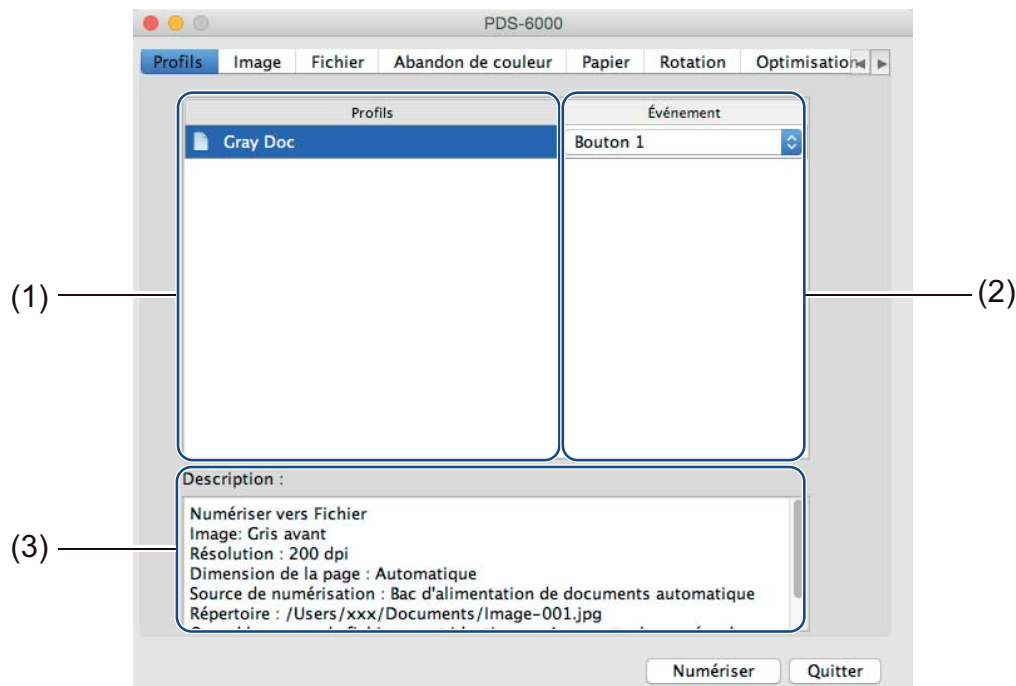 PDS-6000
Profils Image Fichier Abandon de couleur Papier Rotation Optimisation
Profils Événement
Gray Doc Bouton 1
(1) (2)
Description :
Numériser vers Fichier
Image: Gris avant
(3) Résolution : 200 dpi
Dimension de la page : Automatique
Source de numérisation : Bac d'alimentation de documents automatique
Répertoire : /Users/xxx/Documents/Image-001.jpg
Numériser Quitter